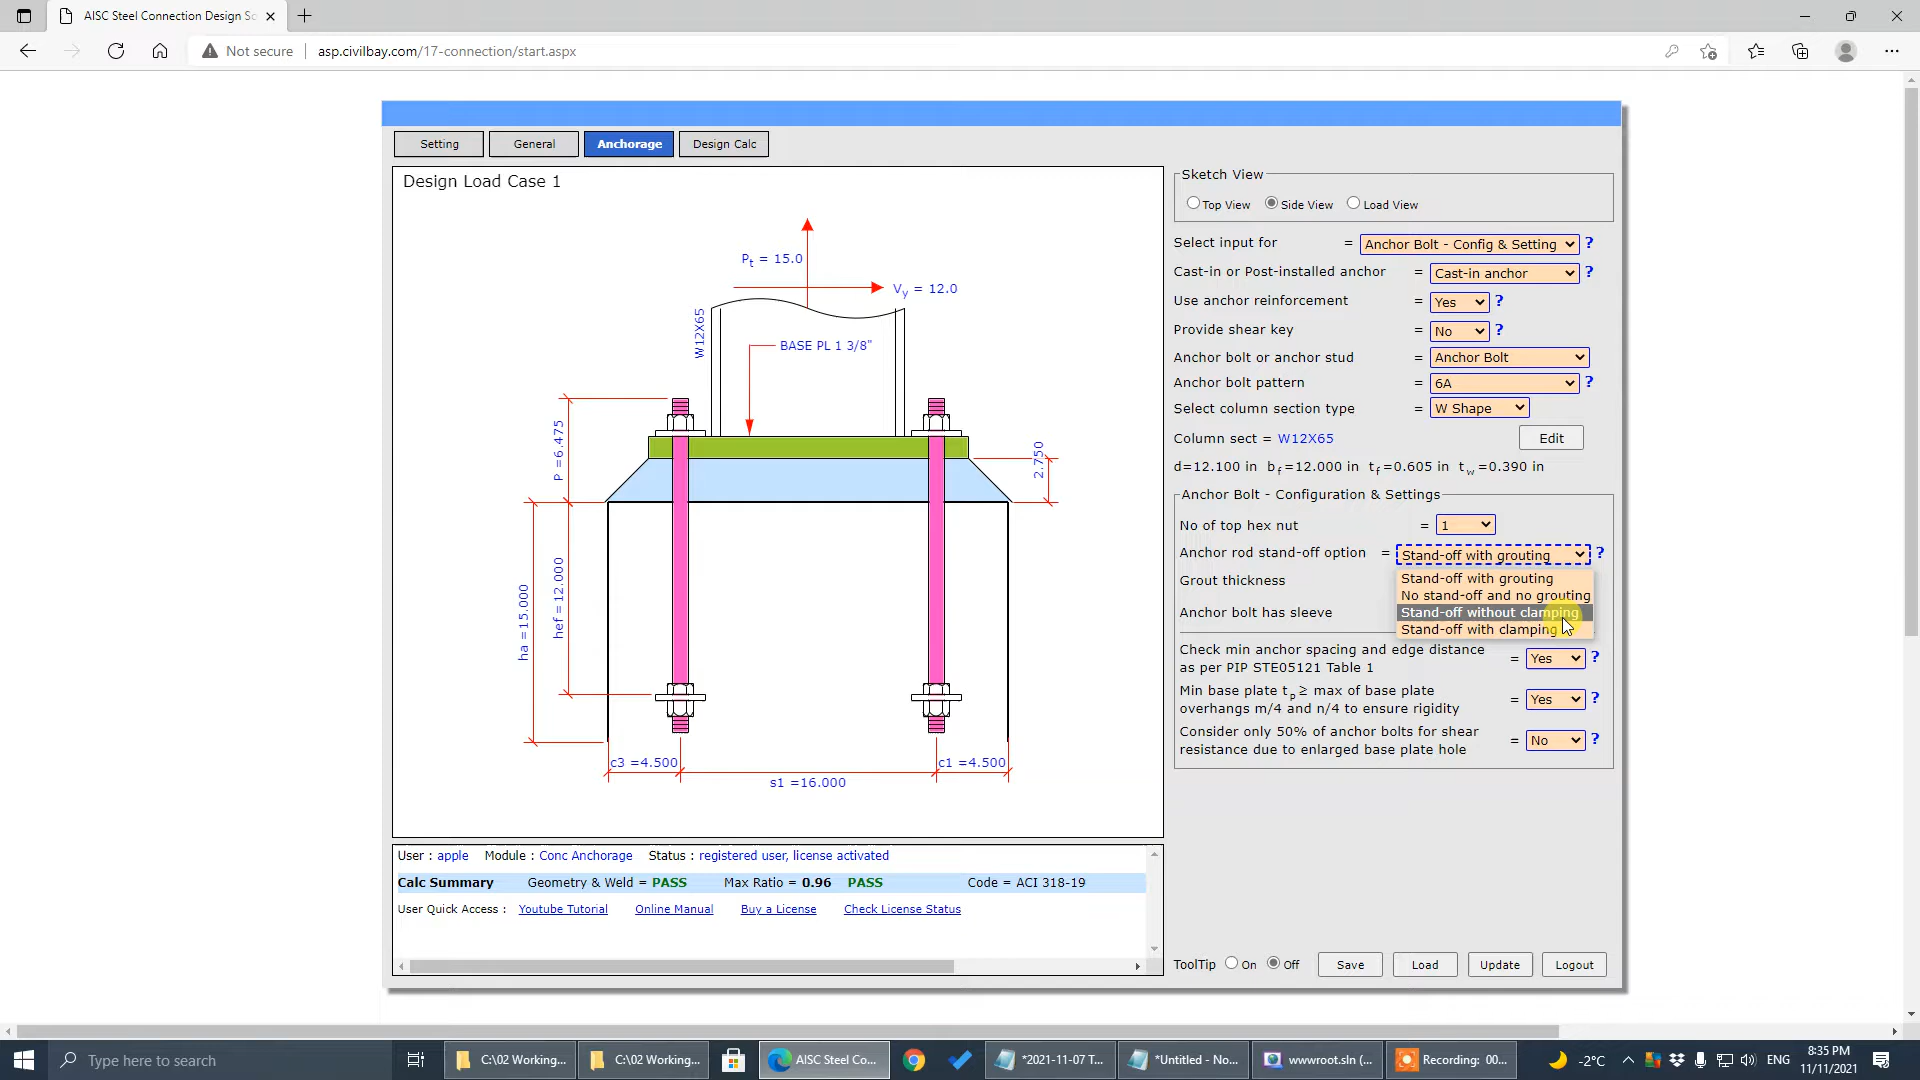 AISC Steel Connection Design So
Not secure
asp.civilbay.com/17-connection/start.aspx
Setting
General
Anchorage
Design Calc
Design Load Case 1
Pt = 15.0
Vy = 12.0
W12X65
BASE PL 1 3/8"
P =6.475
2.750
ha =15.000
hef =12.000
c3 =4.500
c1 =4.500
s1 =16.000
Sketch View
Top View
Side View
Load View
Select input for = Anchor Bolt - Config & Setting ?
Cast-in or Post-installed anchor = Cast-in anchor ?
Use anchor reinforcement = Yes ?
Provide shear key = No ?
Anchor bolt or anchor stud = Anchor Bolt
Anchor bolt pattern = 6A ?
Select column section type = W Shape
Column sect = W12X65 Edit
d=12.100 in bf=12.000 in tf=0.605 in tw=0.390 in
Anchor Bolt - Configuration & Settings
No of top hex nut = 1
Anchor rod stand-off option = Stand-off with grouting ?
Grout thickness
Anchor bolt has sleeve
Stand-off with grouting
No stand-off and no grouting
Stand-off without clamping
Stand-off with clamping
Check min anchor spacing and edge distance
as per PIP STE05121 Table 1 = Yes ?
Min base plate tp ≥ max of base plate
overhangs m/4 and n/4 to ensure rigidity = Yes ?
Consider only 50% of anchor bolts for shear
resistance due to enlarged base plate hole = No ?
User : apple Module : Conc Anchorage Status : registered user, license activated
Calc Summary Geometry & Weld = PASS Max Ratio = 0.96 PASS Code = ACI 318-19
User Quick Access : Youtube Tutorial Online Manual Buy a License Check License Status
ToolTip On Off Save Load Update Logout
Type here to search
C:\02 Working...
C:\02 Working...
AISC Steel Co...
*2021-11-07 T...
*Untitled - No...
wwwroot.sln (...
Recording: 00...
-2°C
ENG
8:35 PM
11/11/2021